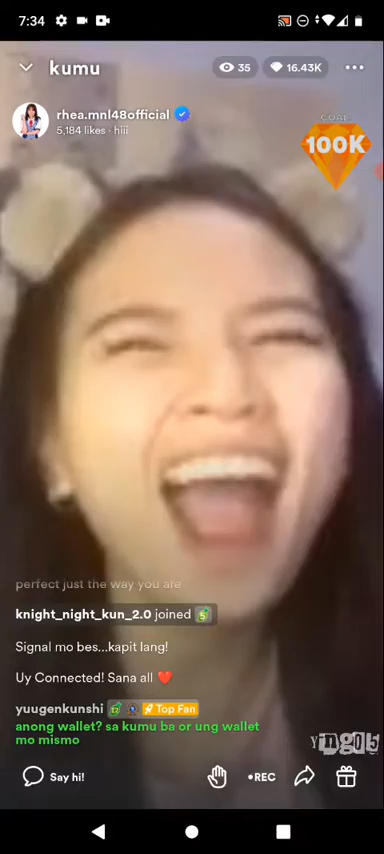 7:34
kumu
35
16.43K
rhea.mnl48official
5,184 likes · hiii
GOAL
100K
perfect just the way you are
knight_night_kun_2.0 joined 5
Signal mo bes...kapit lang!
Uy Connected! Sana all ❤️
yuugenkunshi 12 Top Fan
anong wallet? sa kumu ba or ung wallet
mo mismo
Say hi!
•REC